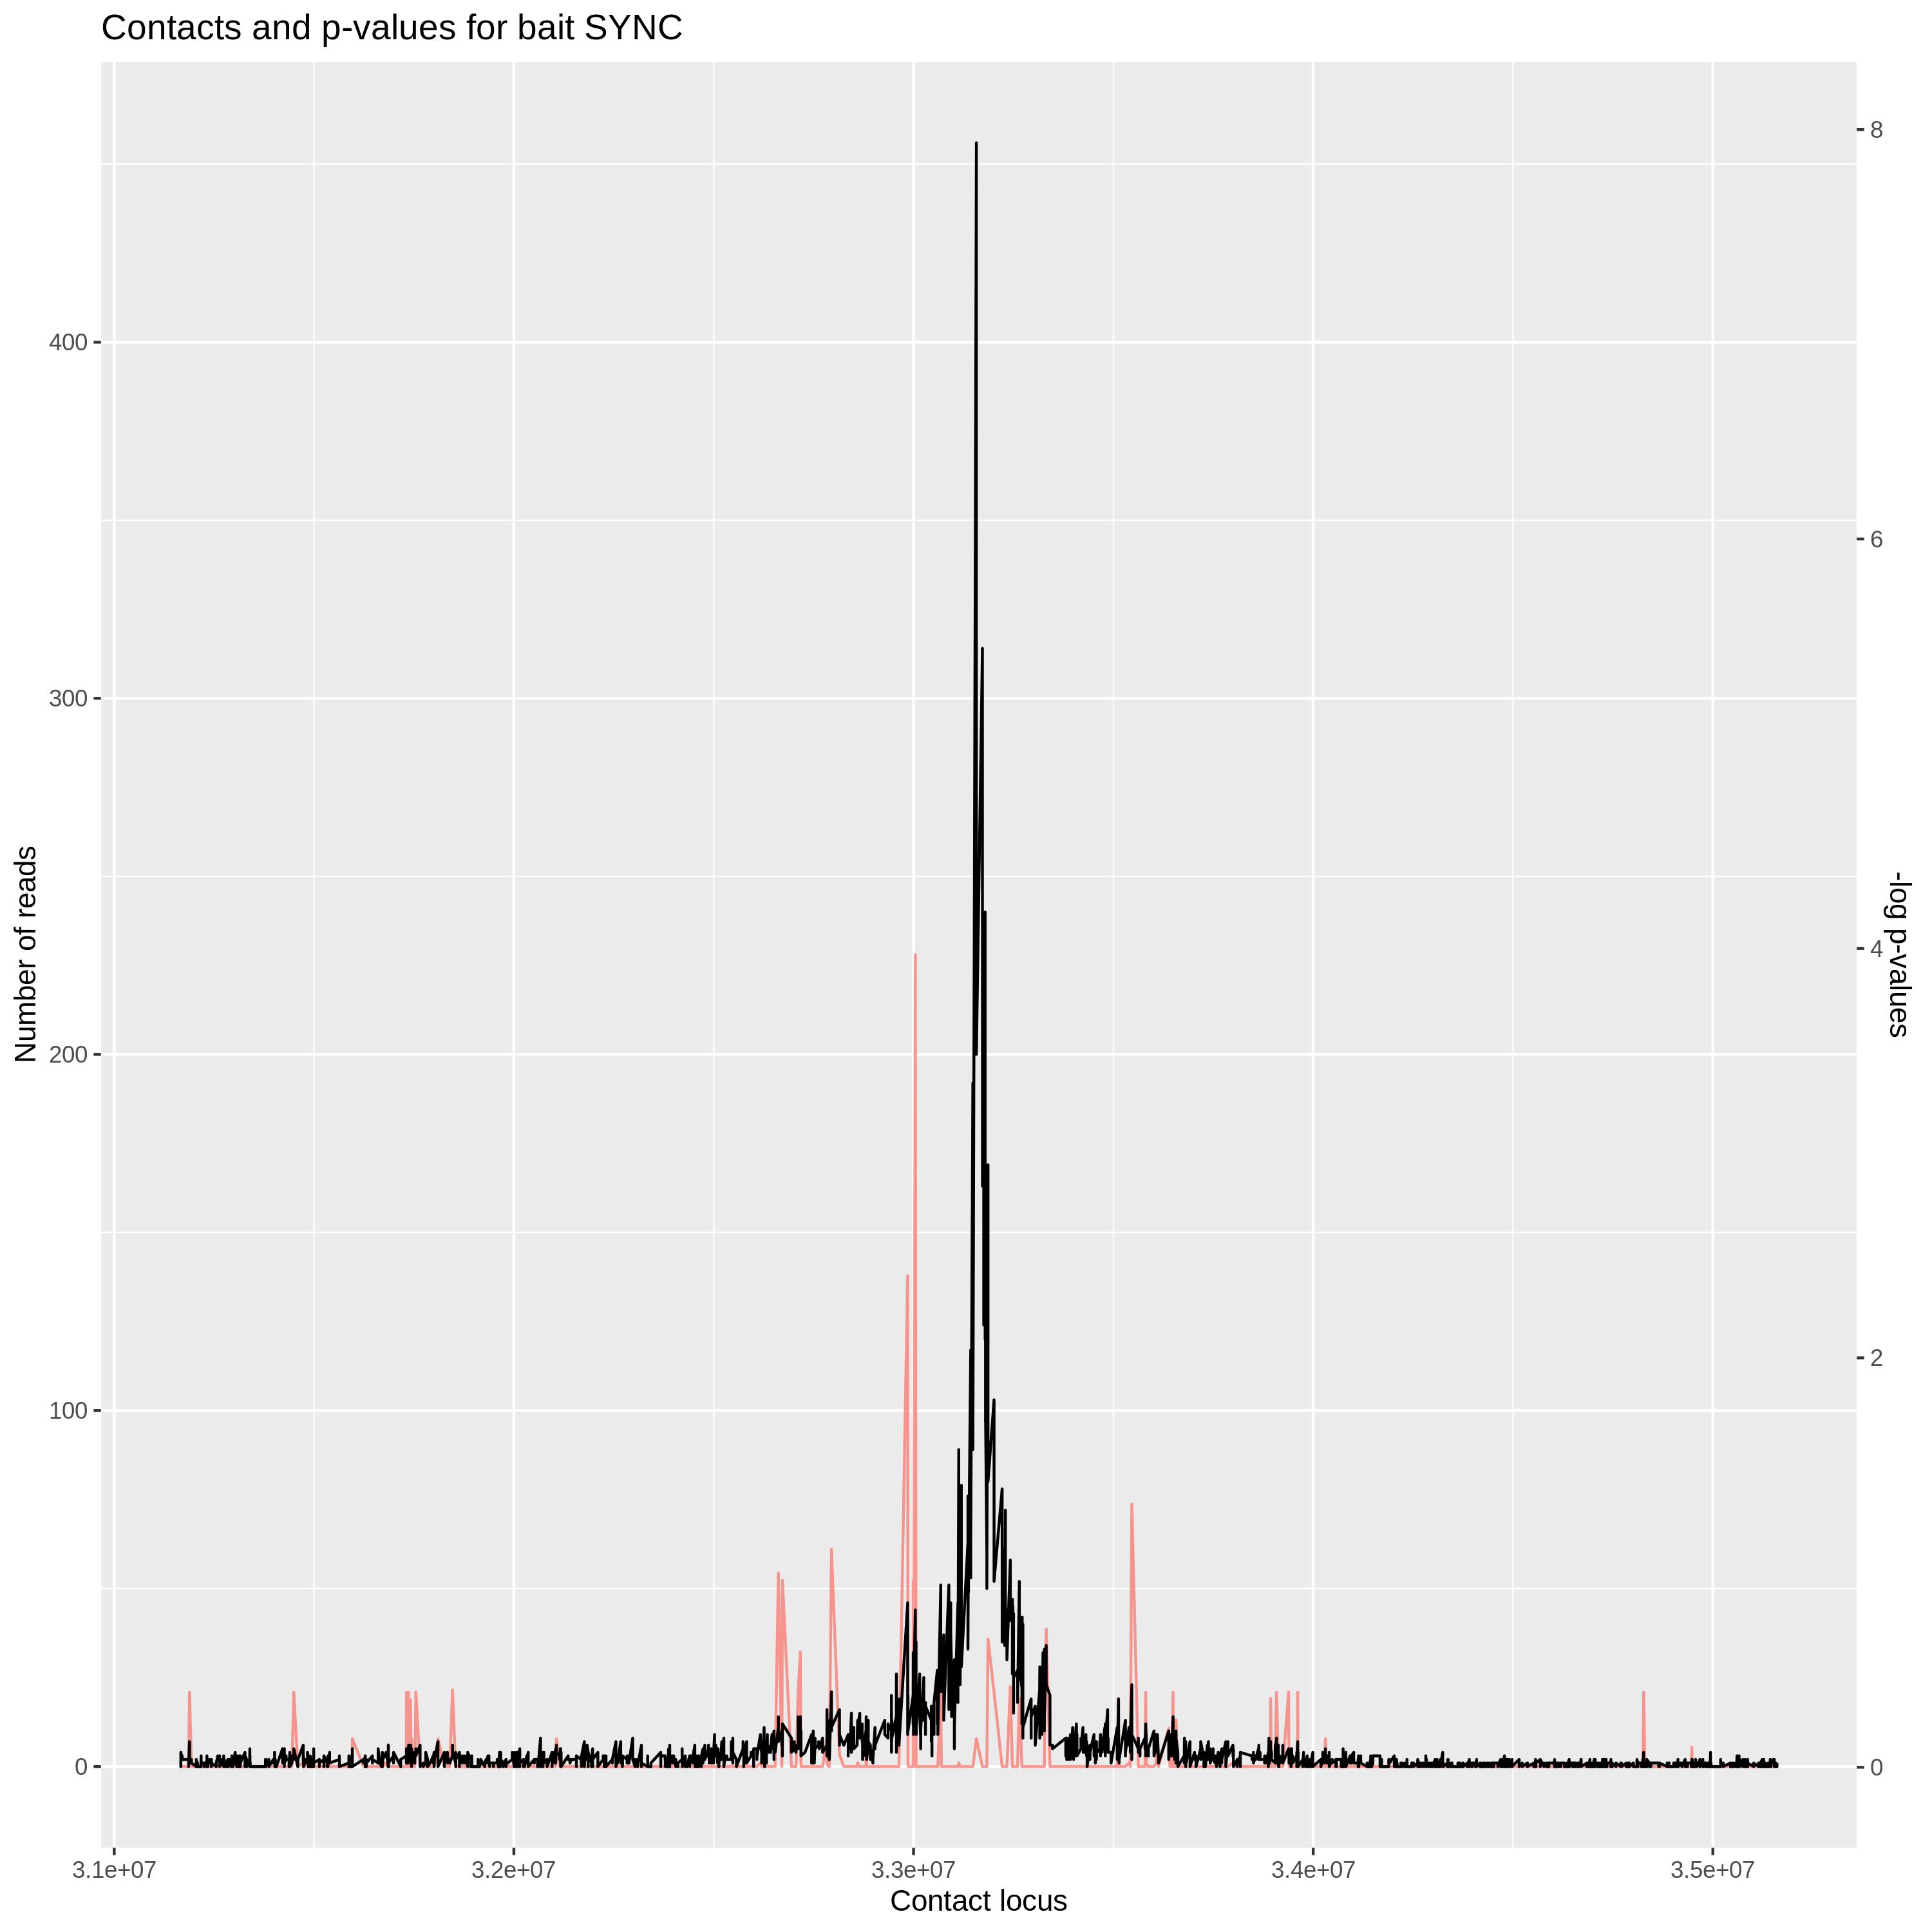 Contacts and p-values for bait SYNC
8
400
6
300
Number of reads
-log p-values
4
200
2
100
0
0
3.1e+07
3.2e+07
3.3e+07
3.4e+07
3.5e+07
Contact locus